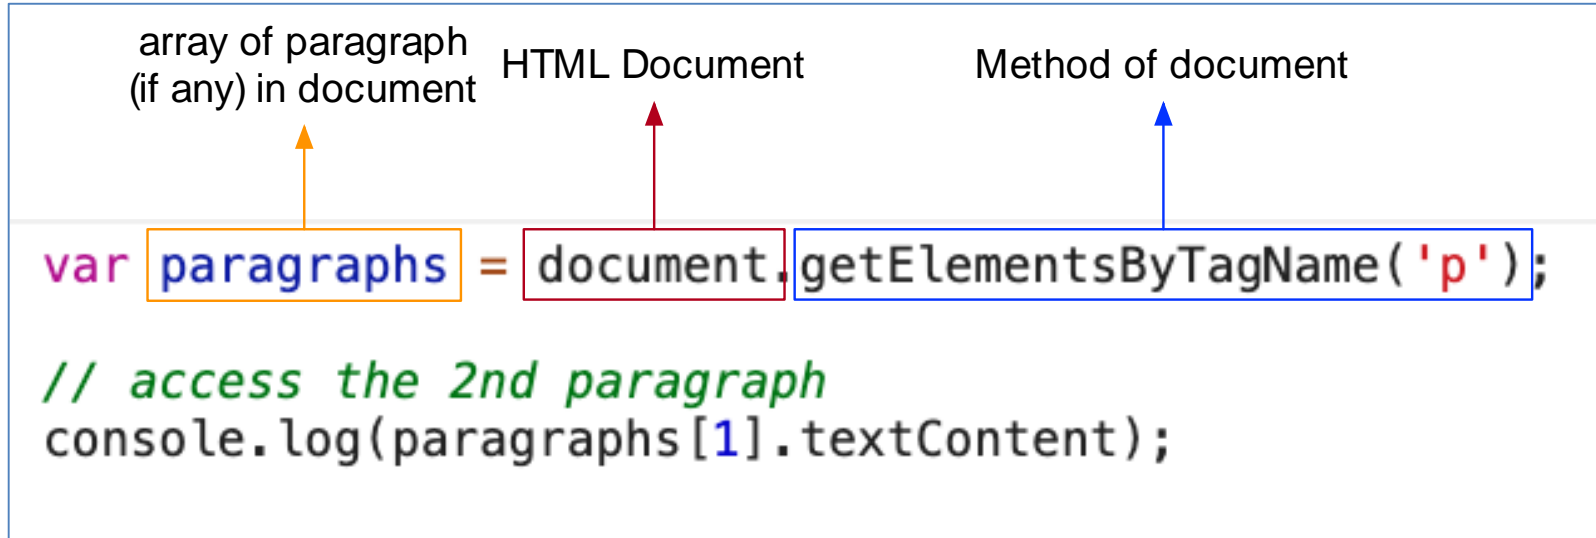 array of paragraph
(if any) in document
HTML Document
Method of document
var paragraphs = document.getElementsByTagName('p');
// access the 2nd paragraph
console.log(paragraphs[1].textContent);